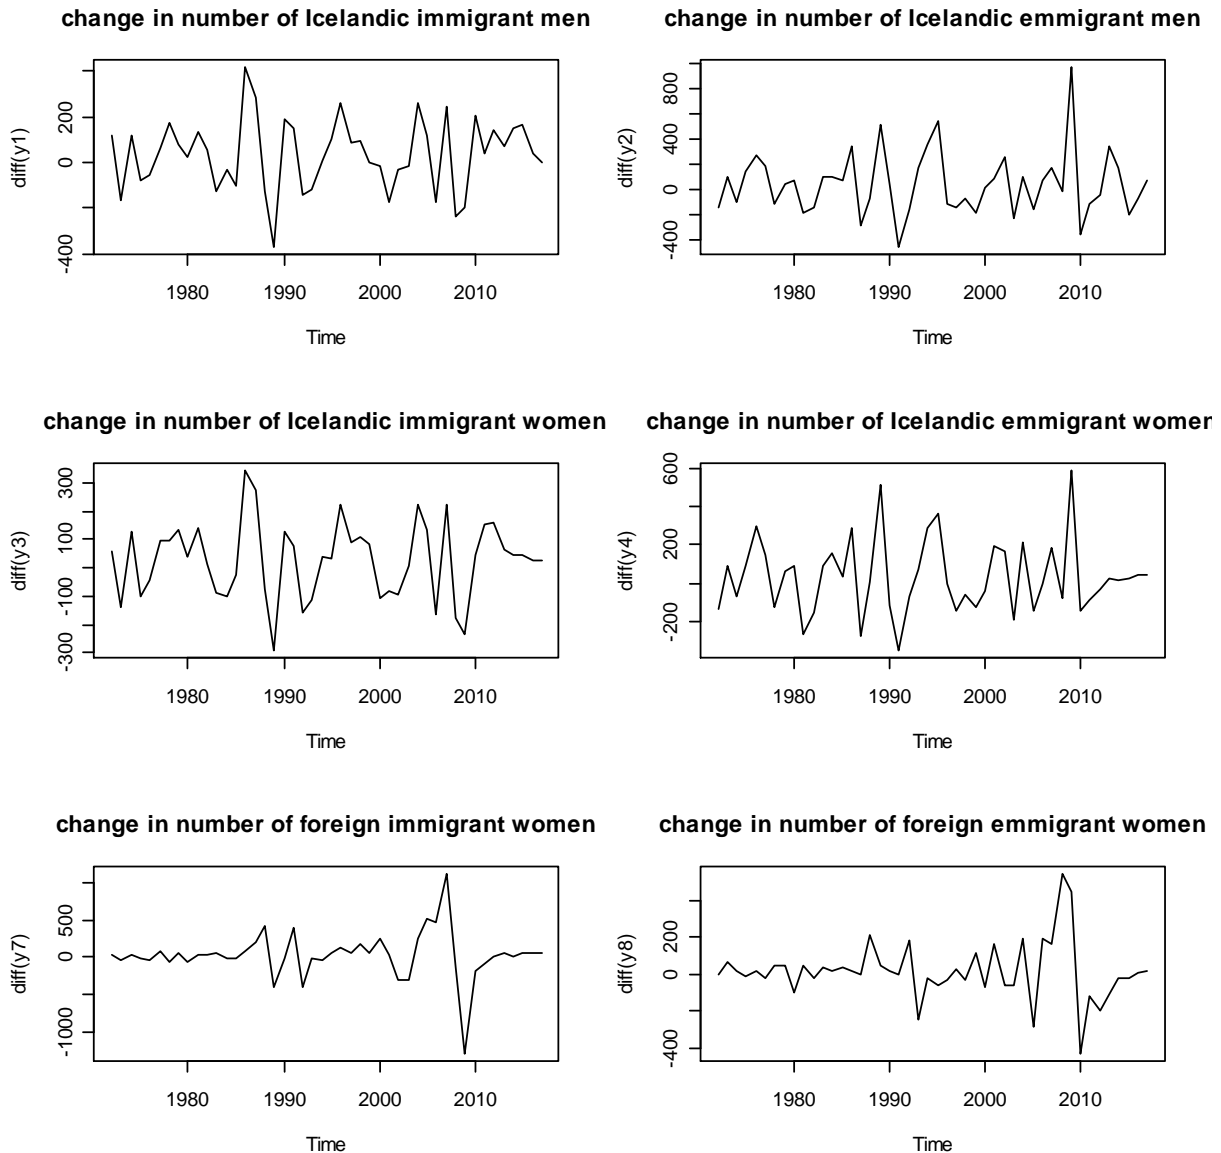 change in number of Icelandic immigrant men
diff(y1)
200
0
-400
1980 1990 2000 2010
Time
change in number of Icelandic emmigrant men
diff(y2)
800
400
0
-400
1980 1990 2000 2010
Time
change in number of Icelandic immigrant women
diff(y3)
300
100
-100
-300
1980 1990 2000 2010
Time
change in number of Icelandic emmigrant women
diff(y4)
600
200
-200
1980 1990 2000 2010
Time
change in number of foreign immigrant women
diff(y7)
500
0
-1000
1980 1990 2000 2010
Time
change in number of foreign emmigrant women
diff(y8)
200
0
-400
1980 1990 2000 2010
Time